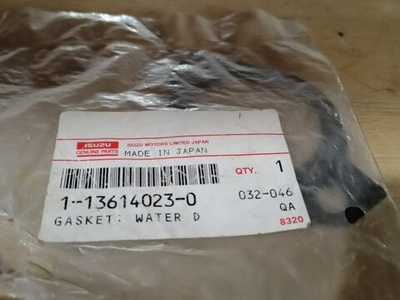 ISUZU
GENUINE PARTS
ISUZU MOTORS LIMITED JAPAN
MADE IN JAPAN
QTY. 1
1-13614023-0
032-046
GASKET: WATER D
QA
8320